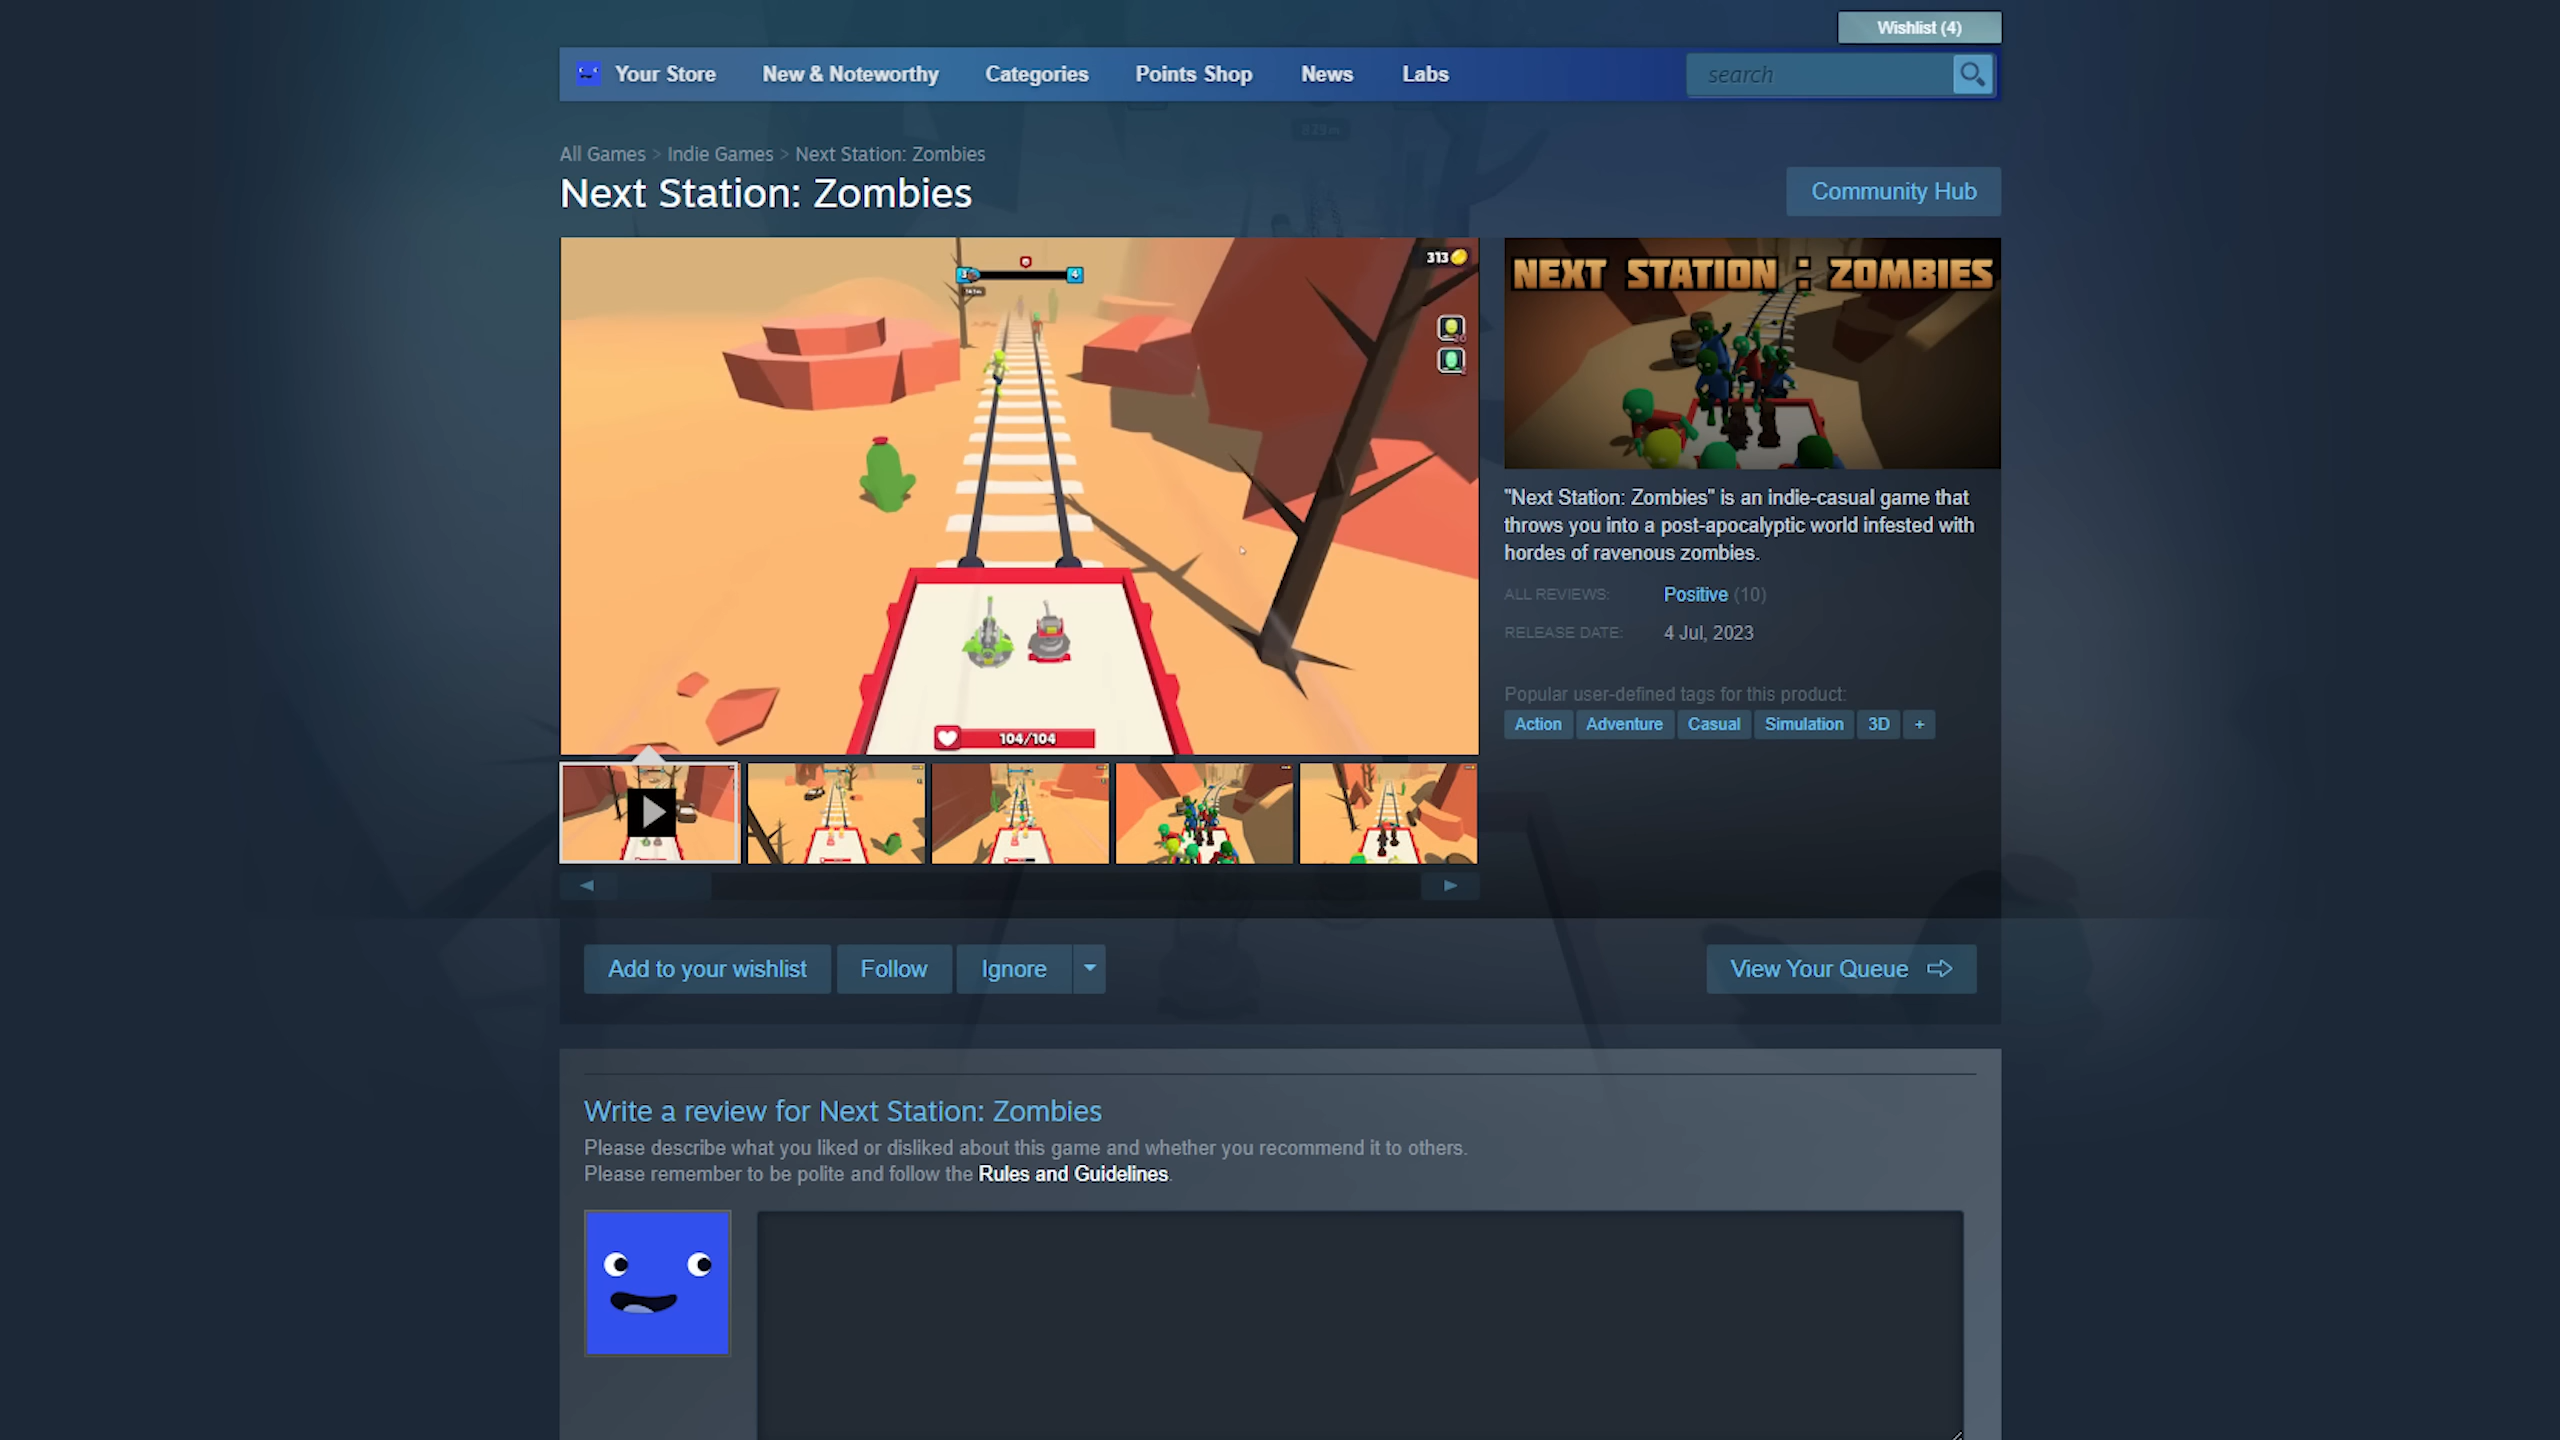 Wishlist (4)
Your Store
New & Noteworthy
Categories
Points Shop
News
Labs
search
829m
All Games > Indie Games > Next Station: Zombies
Next Station: Zombies
Community Hub
313
3
4
104/104
NEXT STATION : ZOMBIES
"Next Station: Zombies" is an indie-casual game that
throws you into a post-apocalyptic world infested with
hordes of ravenous zombies.
ALL REVIEWS:
Positive (10)
RELEASE DATE:
4 Jul, 2023
Popular user-defined tags for this product:
Action
Adventure
Casual
Simulation
3D
+
Add to your wishlist
Follow
Ignore
View Your Queue
Write a review for Next Station: Zombies
Please describe what you liked or disliked about this game and whether you recommend it to others.
Please remember to be polite and follow the Rules and Guidelines.